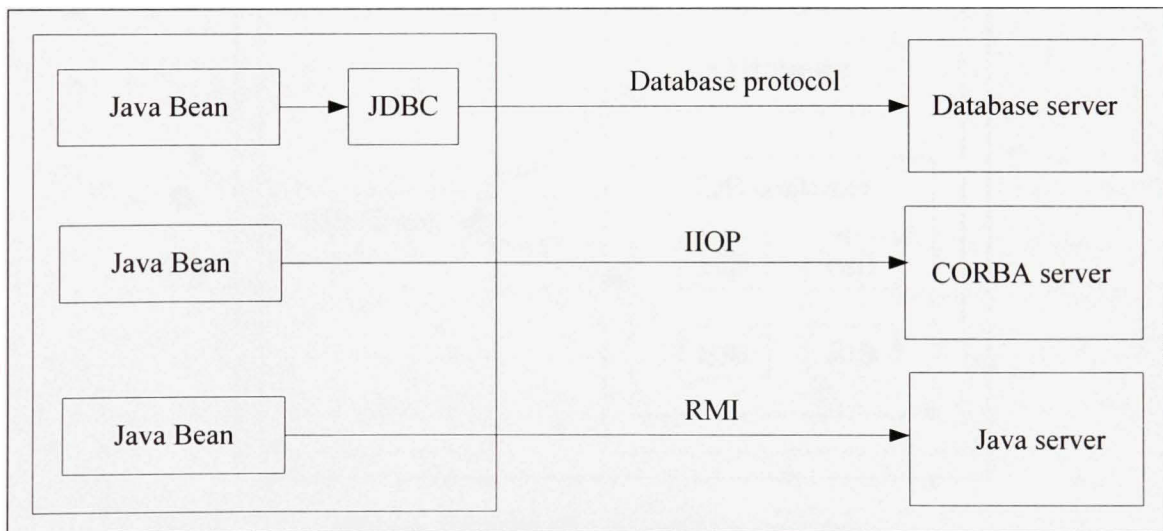 Java Bean
JDBC
Database protocol
Database server
Java Bean
IIOP
CORBA server
Java Bean
RMI
Java server